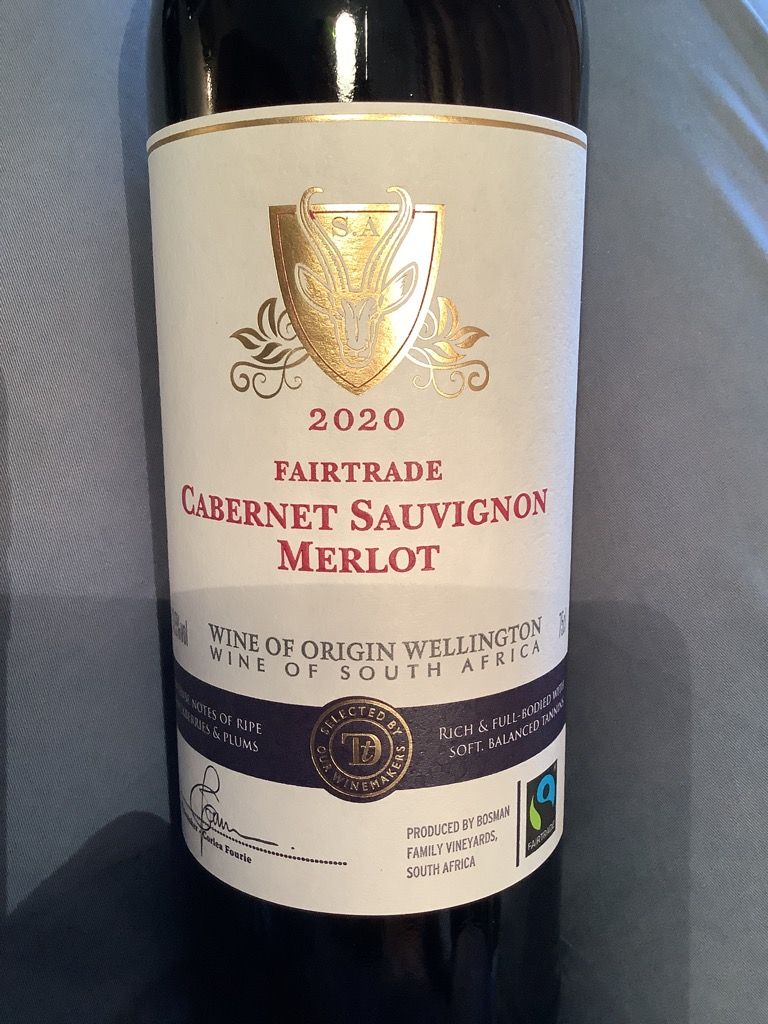 S.A
2020
FAIRTRADE
CABERNET SAUVIGNON
MERLOT
WINE OF ORIGIN WELLINGTON
WINE OF SOUTH AFRICA
NOTES OF RIPE
& PLUMS
SELECTED BY
OUR WINEMAKERS
RICH & FULL-BODIED WITH
SOFT, BALANCED TANNINS
Corlea Fourie
PRODUCED BY BOSMAN
FAMILY VINEYARDS,
SOUTH AFRICA
FAIRTRADE